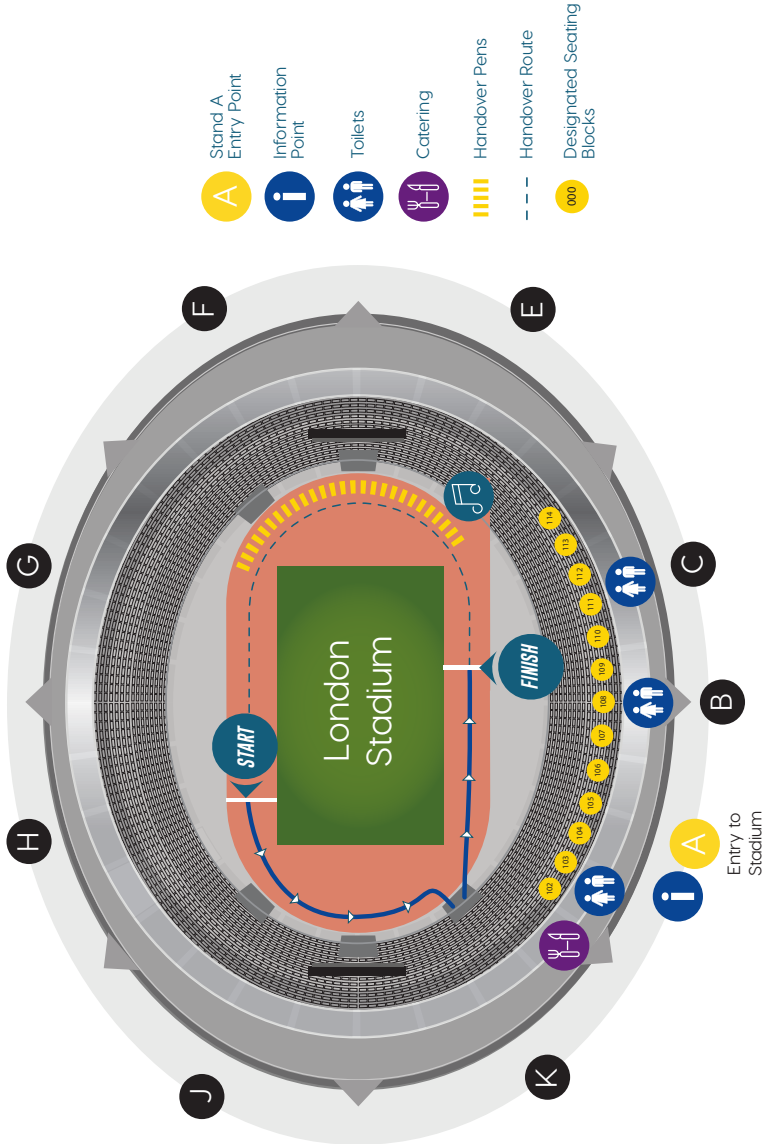 Stand A
Entry Point
Information
Point
Toilets
Catering
Handover Pens
Handover Route
000
Designated Seating
Blocks
A
F
E
G
C
H
B
J
K
A
Entry to
Stadium
London
Stadium
START
FINISH
102
103
104
105
106
107
108
109
110
111
112
113
114